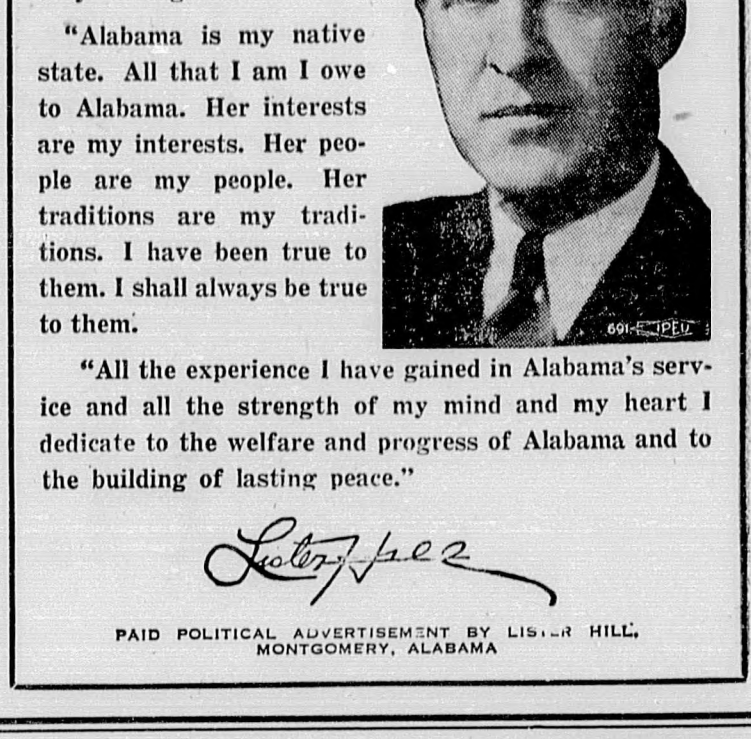 “Alabama is my native
state. All that I am I owe
to Alabama. Her interests
are my interests. Her peo-
ple are my people. Her
traditions are my tradi-
tions. I have been true to
them. I shall always be true
to them.
691 IPEU
“All the experience I have gained in Alabama’s serv-
ice and all the strength of my mind and my heart I
dedicate to the welfare and progress of Alabama and to
the building of lasting peace.”
Lister Hill
PAID POLITICAL ADVERTISEMENT BY LISTER HILL,
MONTGOMERY, ALABAMA